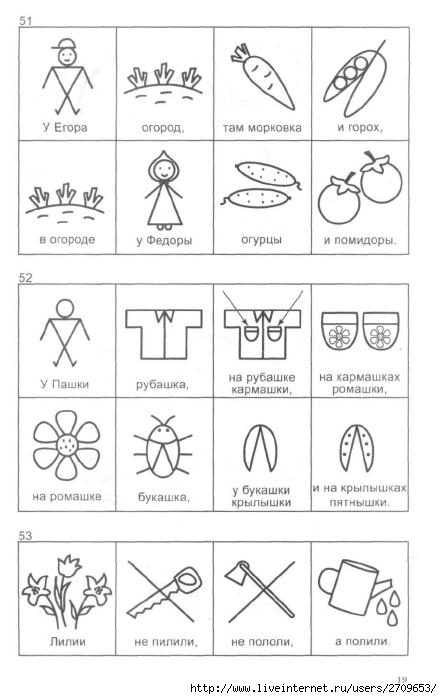 51
У Егора
огород,
там морковка
и горох,
в огороде
у Федоры
огурцы
и помидоры.
52
У Пашки
рубашка,
на рубашке
кармашки,
на кармашках
ромашки,
на ромашке
букашка,
у букашки
крылышки
и на крылышках
пятнышки.
53
Лилии
не пилили,
не пололи,
а полили.
19
http://www.liveinternet.ru/users/2709653/